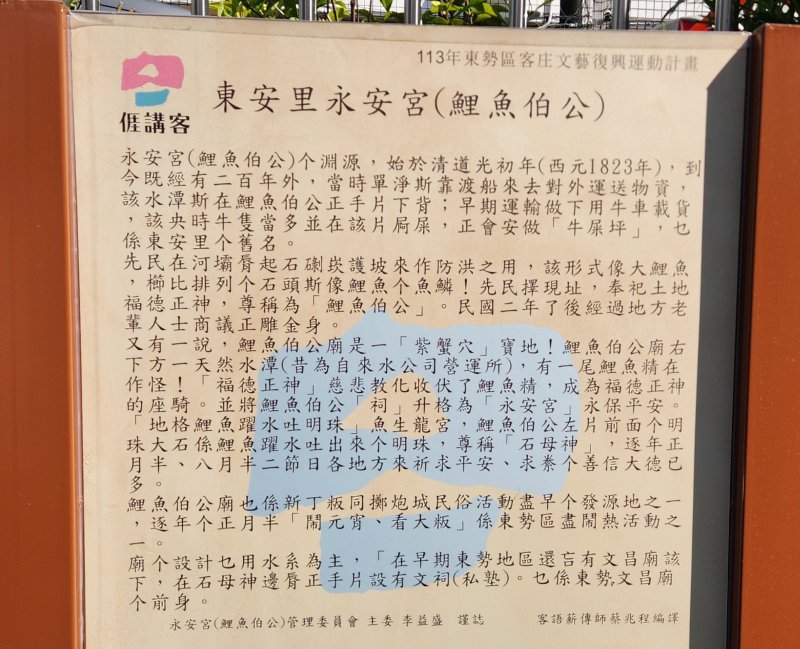 113年東勢區客庄文藝復興運動計畫
𠊎講客
東安里永安宮(鯉魚伯公)
永安宮(鯉魚伯公)个淵源，始於清道光初年(西元1823年)，到
今既經有二百年外，當時單淨斯靠渡船來去對外運送物資，
該水潭斯在鯉魚伯公正手片下背；早期運輸做下用牛車載貨
，該央時牛隻當多並在該片屙屎，正會安做「牛屎坪」，乜
係東安里个舊名。
先民在河壩脣起石硼崁護坡來作防洪之用，該形式像大鯉魚
，櫛比排列个石頭斯像鯉魚个魚鱗！先民擇現址，奉祀土地
福德正神，尊稱為「鯉魚伯公」。民國二年了後經過地方老
輩人士商議正雕金身。
又有一說，鯉魚伯公廟是一「紫蟹穴」寶地！鯉魚伯公廟右
下方一天然水潭(昔為自來水公司營運所)，有一尾鯉魚精在
作怪！「福德正神」慈悲教化收伏了鯉魚精，成為福德正神
的座騎。並將鯉魚伯公「祠」升格為「永安宮」永保平安。
「地格鯉魚躍水吐明珠」魚生龍宮，鯉魚伯公左片前面个明
珠大石係鯉魚躍水吐出來个明珠，尊稱「石母神」，逐年正
月半、八月半二節日各地方來祈求平安、求綦个善信大德已
多。
鯉魚伯公廟也係新丁粄同擲炮城民俗活動盡早个發源地之一
，逐年个正月半「鬧元宵、看大粄」係東勢區盡鬧熱活動之
一。
廟个設計乜用水系為主，「在早期東勢地區還吂有文昌廟該
下，在石母神邊脣正手片設有文祠(私塾)。乜係東勢文昌廟
个前身。
永安宮(鯉魚伯公)管理委員會 主委 李益盛 謹誌
客語薪傳師蔡兆程編譯